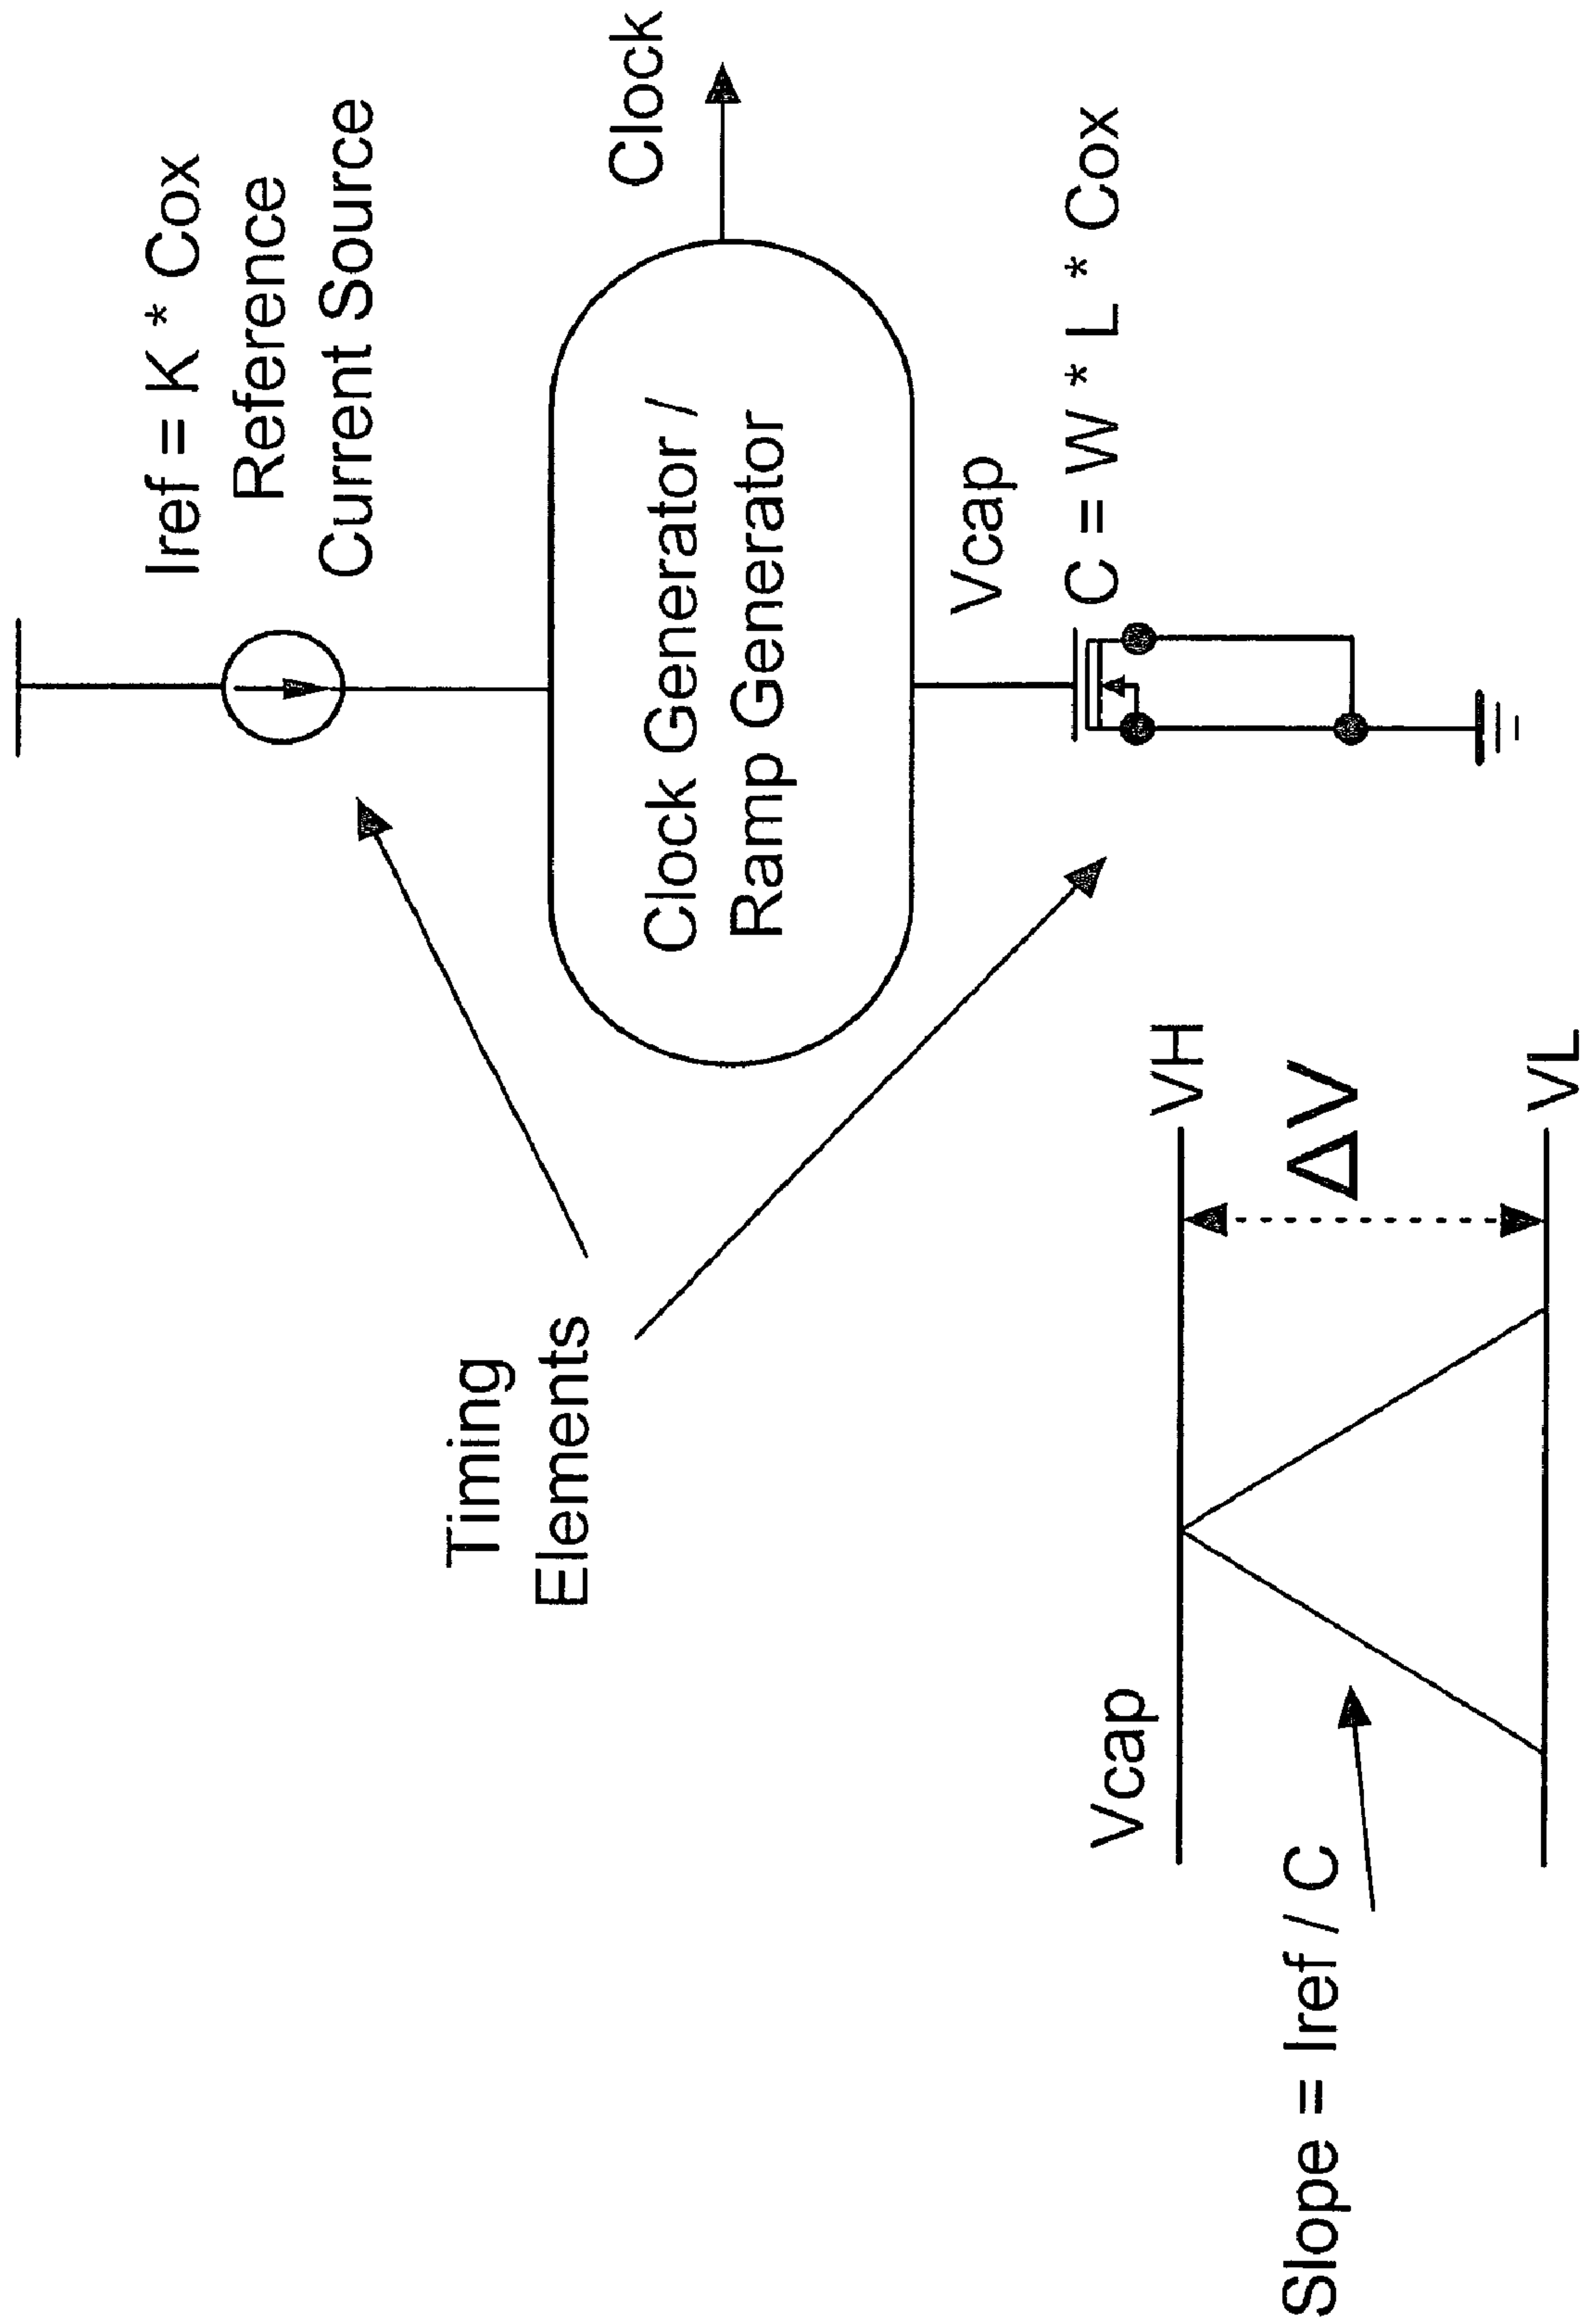 Iref = K * Cox
Reference
Current Source
Clock
Clock Generator /
Ramp Generator
Timing
Elements
Vcap
C = W * L * Cox
Vcap
VH
ΔV
VL
Slope = Iref / C